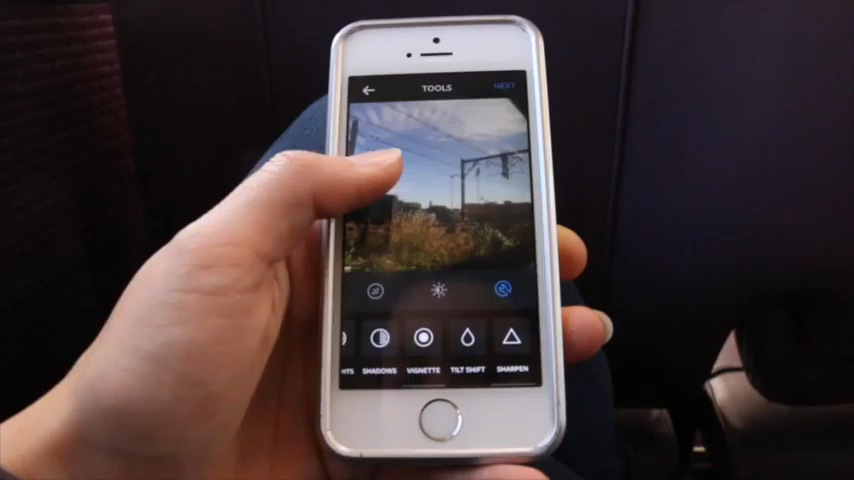 TOOLS
NEXT
HTS
SHADOWS
VIGNETTE
TILT SHIFT
SHARPEN